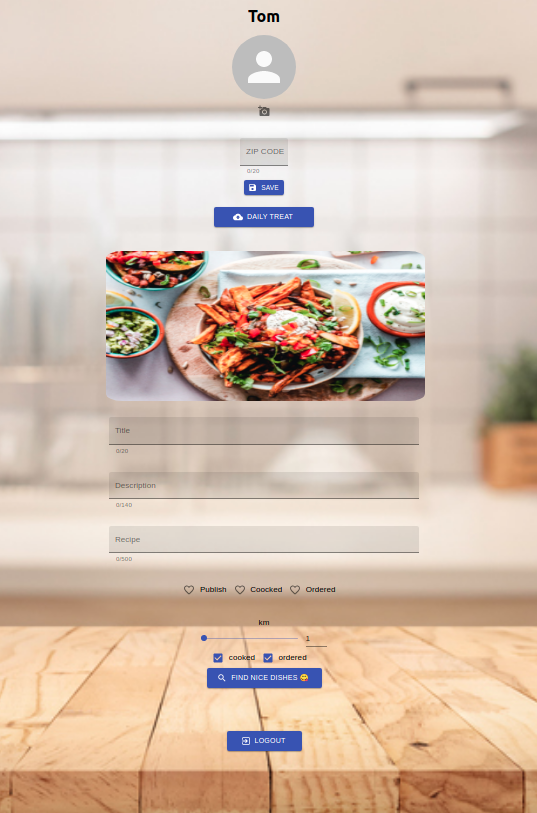 Tom
ZIP CODE
0/20
SAVE
DAILY TREAT
Title
0/20
Description
0/140
Recipe
0/500
Publish Coocked Ordered
km
1
cooked ordered
FIND NICE DISHES 😋
LOGOUT